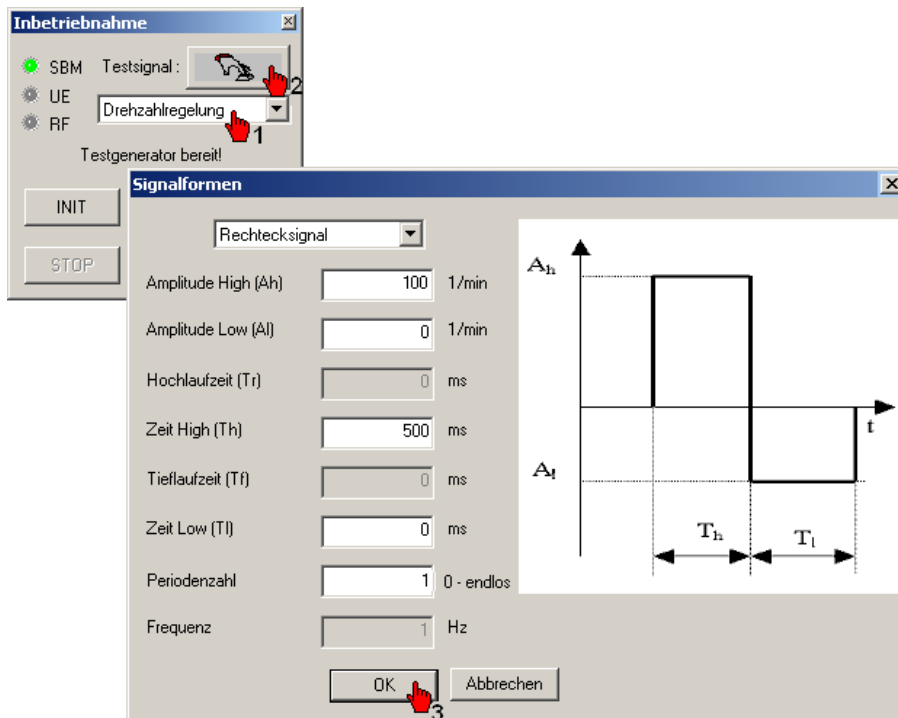 Inbetriebnahme
SBM Testsignal :
2
UE
Drehzahlregelung
1
RF
Testgenerator bereit!
INIT
STOP
Signalformen
Rechtecksignal
Amplitude High (Ah) 100 1/min
Amplitude Low (Al) 0 1/min
Hochlaufzeit (Tr) 0 ms
Zeit High (Th) 500 ms
Tieflaufzeit (Tf) 0 ms
Zeit Low (Tl) 0 ms
Periodenzahl 1 0 - endlos
Frequenz 1 Hz
OK Abbrechen
3
Ah
t
Al
Th Tl